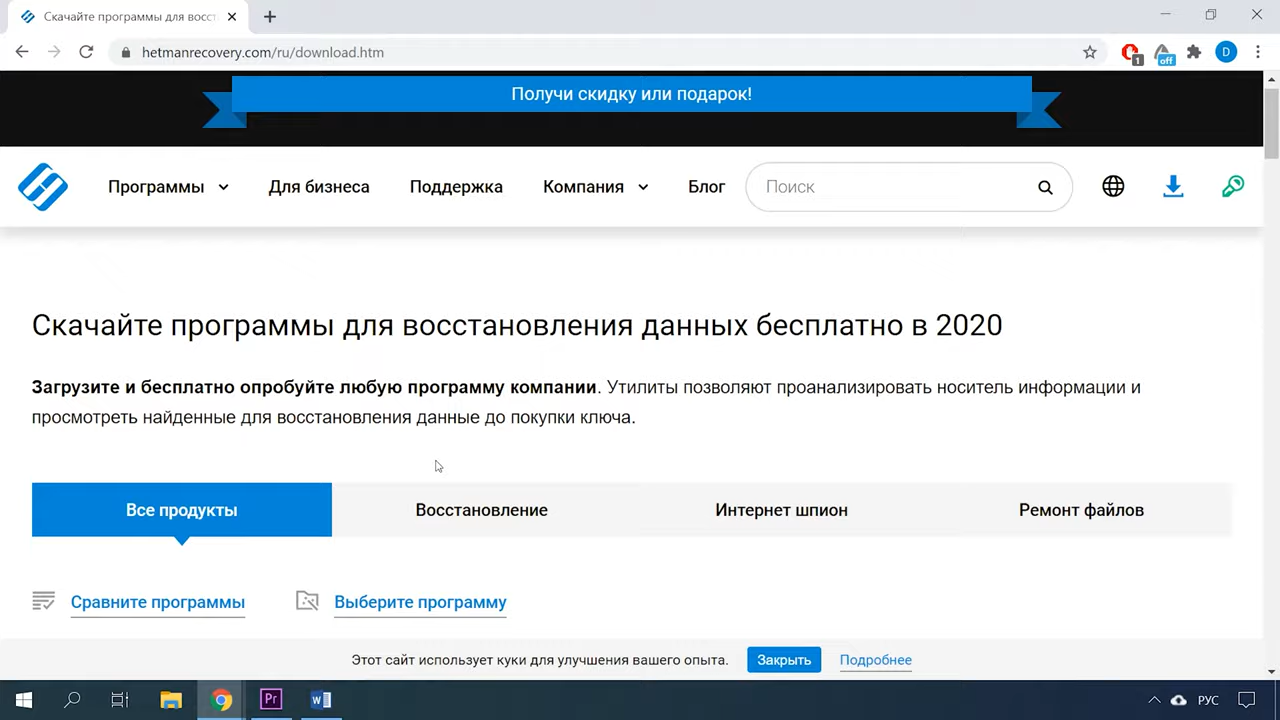 Скачайте программы для восст
hetmanrecovery.com/ru/download.htm
1
off
D
Получи скидку или подарок!
Программы
Для бизнеса
Поддержка
Компания
Блог
Поиск
Скачайте программы для восстановления данных бесплатно в 2020
Загрузите и бесплатно опробуйте любую программу компании. Утилиты позволяют проанализировать носитель информации и
просмотреть найденные для восстановления данные до покупки ключа.
Все продукты
Восстановление
Интернет шпион
Ремонт файлов
Сравните программы
Выберите программу
Этот сайт использует куки для улучшения вашего опыта.
Закрыть
Подробнее
Pr
W
РУС